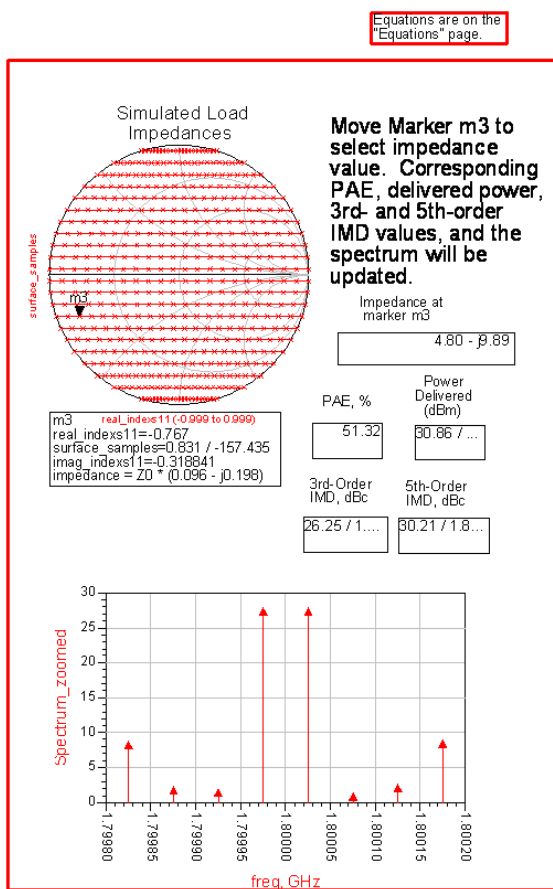 Equations are on the
"Equations" page.
Simulated Load
Impedances
surface_samples
m3
Move Marker m3 to
select impedance
value. Corresponding
PAE, delivered power,
3rd- and 5th-order
IMD values, and the
spectrum will be
updated.
Impedance at
marker m3
4.80 - j9.89
PAE, %
51.32
Power
Delivered
(dBm)
30.86 / ...
m3
real_indexs11 (-0.999 to 0.999)
real_indexs11=-0.767
surface_samples=0.831 / -157.435
imag_indexs11=-0.318841
impedance = Z0 * (0.096 - j0.198)
3rd-Order
IMD, dBc
26.25 / 1....
5th-Order
IMD, dBc
30.21 / 1.8...
Spectrum_zoomed
30
25
20
15
10
5
0
1.79980
1.79985
1.79990
1.79995
1.80000
1.80005
1.80010
1.80015
1.80020
freq, GHz